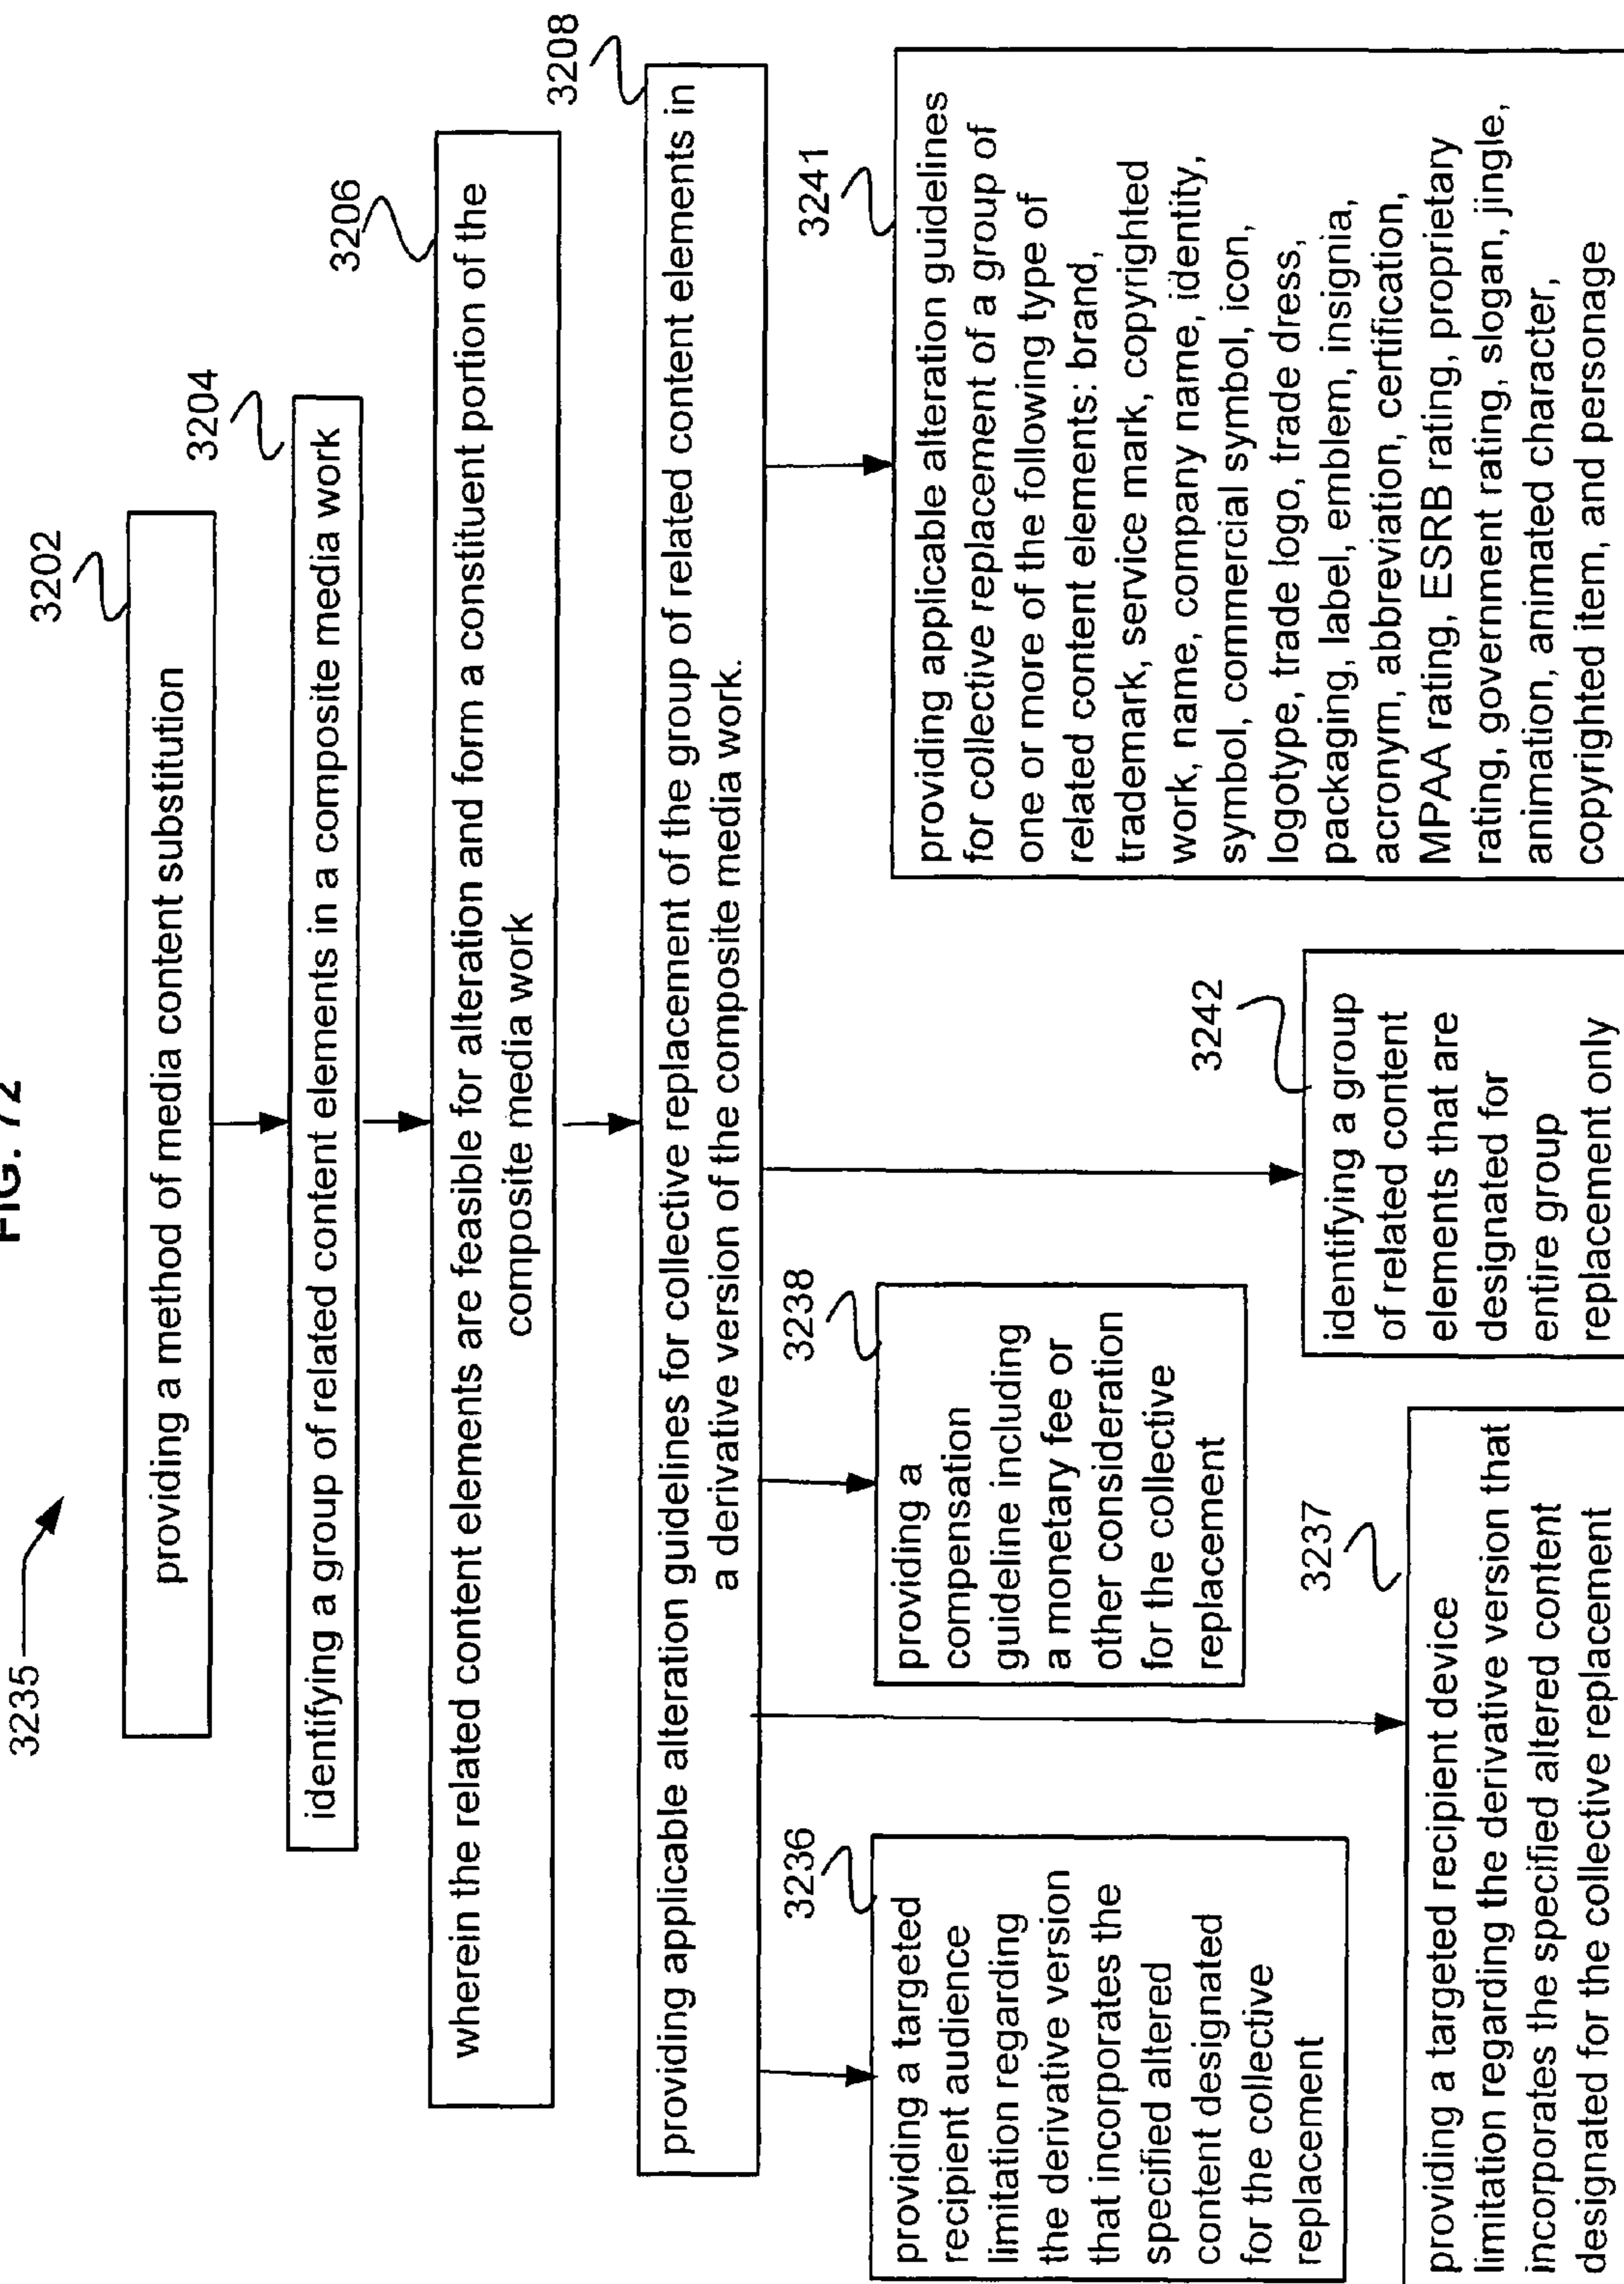 FIG. 72
3235
3202
providing a method of media content substitution
3204
identifying a group of related content elements in a composite media work
3206
wherein the related content elements are feasible for alteration and form a constituent portion of the
composite media work
3208
providing applicable alteration guidelines for collective replacement of the group of related content elements in
a derivative version of the composite media work.
3236
providing a targeted
recipient audience
limitation regarding
the derivative version
that incorporates the
specified altered
content designated
for the collective
replacement
3238
providing a
compensation
guideline including
a monetary fee or
other consideration
for the collective
replacement
3241
providing applicable alteration guidelines
for collective replacement of a group of
one or more of the following type of
related content elements: brand,
trademark, service mark, copyrighted
work, name, company name, identity,
symbol, commercial symbol, icon,
logotype, trade logo, trade dress,
packaging, label, emblem, insignia,
acronym, abbreviation, certification,
MPAA rating, ESRB rating, proprietary
rating, government rating, slogan, jingle,
animation, animated character,
copyrighted item, and personage
3237
providing a targeted recipient device
limitation regarding the derivative version that
incorporates the specified altered content
designated for the collective replacement
3242
identifying a group
of related content
elements that are
designated for
entire group
replacement only